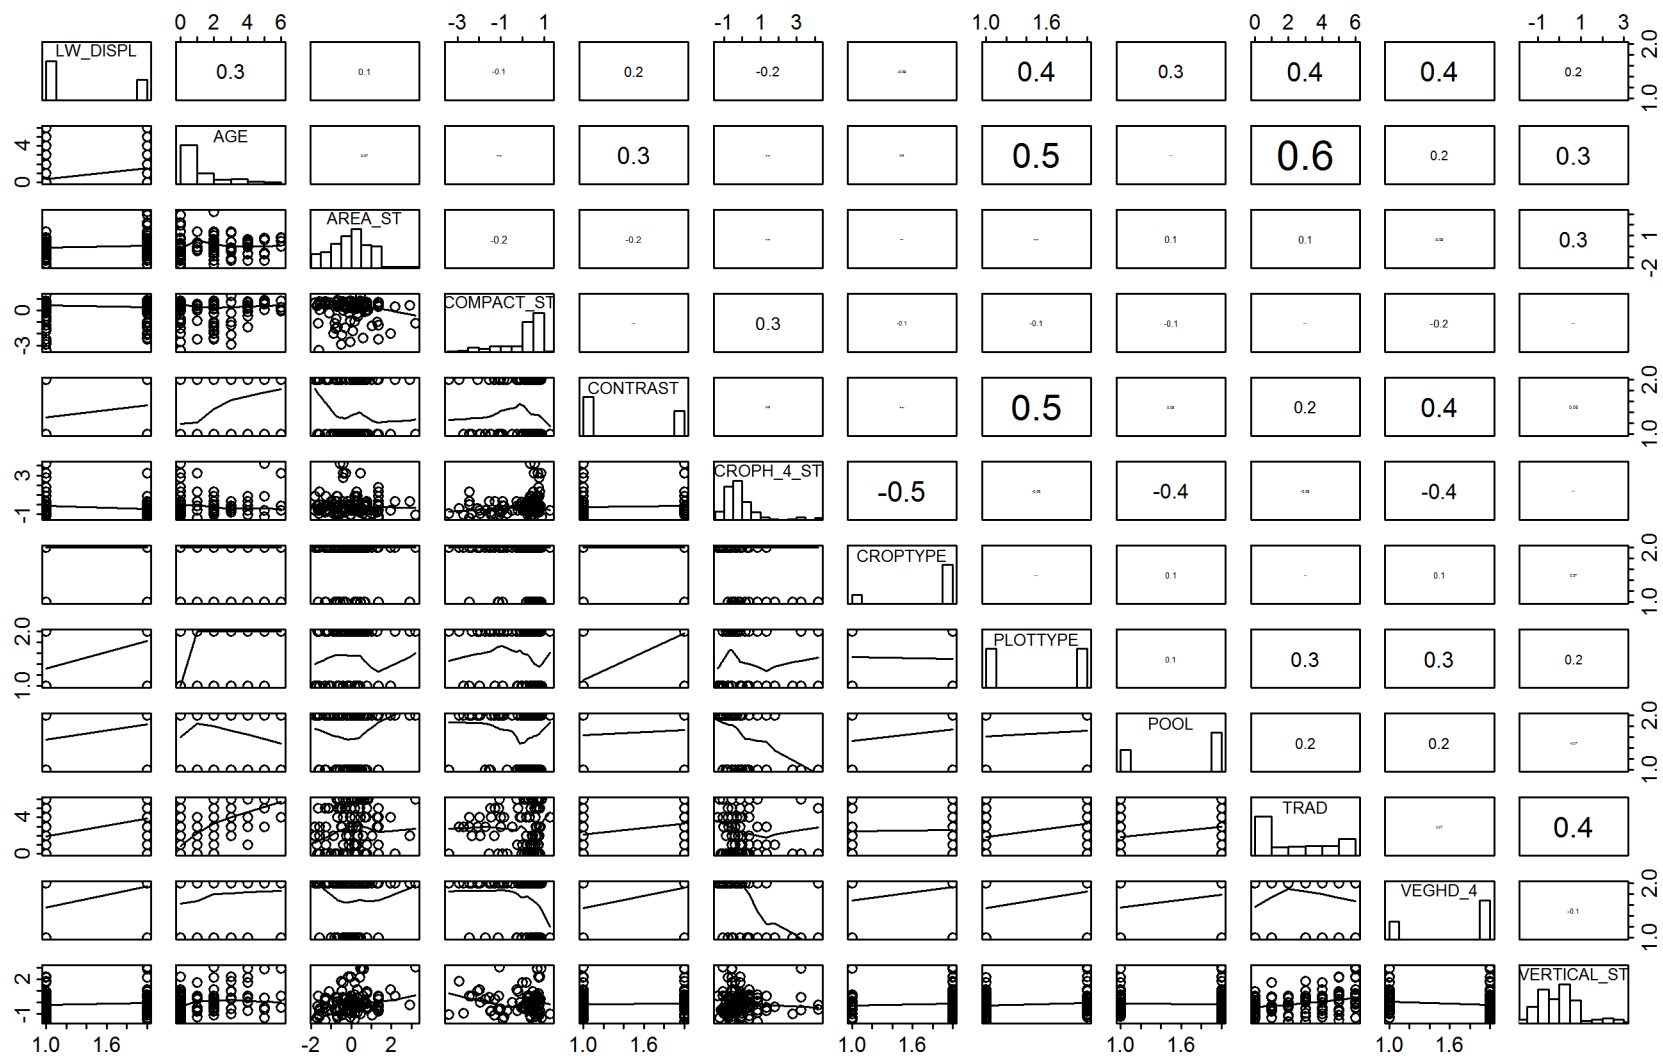 0 2 4 6 -3 -1 1 -1 1 3 1.0 1.6 0 2 4 6 -1 1 3
LW_DISPL 0.3 0.1 -0.1 0.2 -0.2 0.4 0.3 0.4 0.4 0.2 1.0 2.0
0 4 AGE 0.07 0.3 0.5 0.6 0.2 0.3
AREA_ST -0.2 -0.2 0.1 0.1 0.3 -2 1
-3 0 COMPACT_ST 0.3 -0.1 -0.1 -0.1 -0.2
CONTRAST 0.5 0.2 0.4 1.0 2.0
-1 3 CROPH_4_ST -0.5 -0.4 -0.4
CROPTYPE 0.1 0.1 1.0 2.0
1.0 2.0 PLOTTYPE 0.1 0.3 0.3 0.2
POOL 0.2 0.2 1.0 2.0
0 4 TRAD 0.4
VEGHD_4 -0.1 1.0 2.0
-1 2 VERTICAL_ST
1.0 1.6 -2 0 2 1.0 1.6 1.0 1.6 1.0 1.6 1.0 1.6